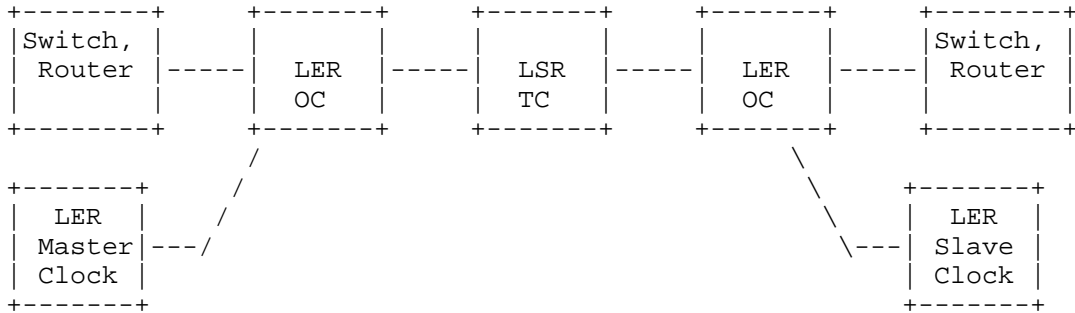 Switch, Switch,
Router LER LSR LER Router
OC TC OC
LER LER
Master Slave
Clock Clock